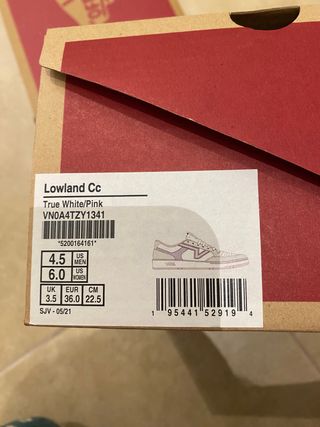 Lowland Cc
True White/Pink
VN0A4TZY1341
*5200164161*
4.5 US MEN
6.0 US WOMEN
UK 3.5 EUR 36.0 CM 22.5
SJV - 05/21
1 95441 52919 4